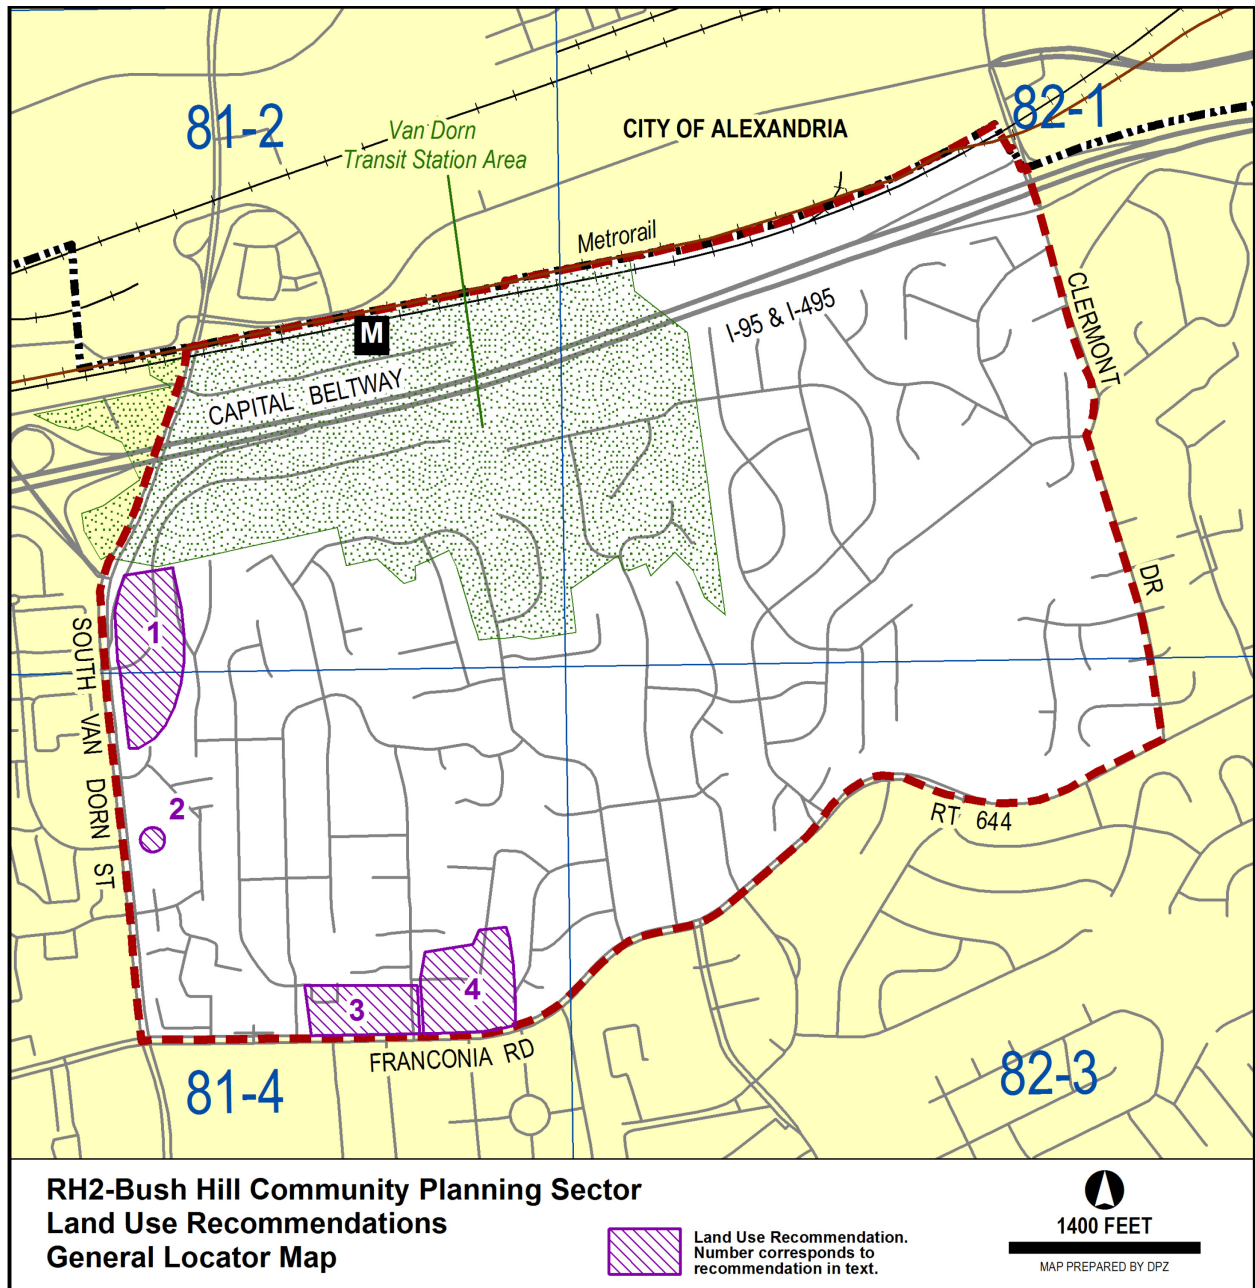 81-2
82-1
Van Dorn
Transit Station Area
CITY OF ALEXANDRIA
Metrorail
M
I-95 & I-495
CAPITAL BELTWAY
CLERMONT DR
1
SOUTH VAN DORN ST
2
RT 644
3
4
FRANCONIA RD
81-4
82-3
RH2-Bush Hill Community Planning Sector
Land Use Recommendations
General Locator Map
Land Use Recommendation.
Number corresponds to
recommendation in text.
1400 FEET
MAP PREPARED BY DPZ